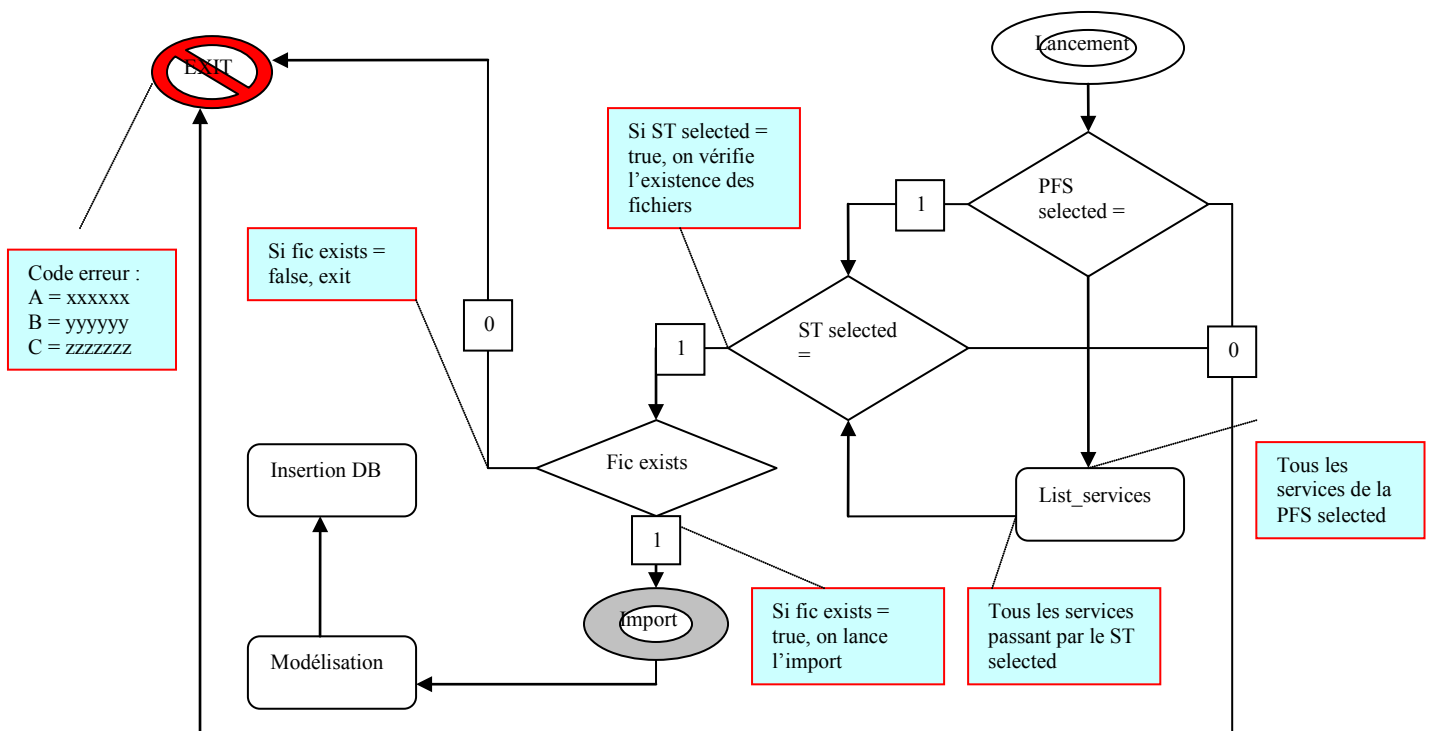 EXIT
Lancement
Si ST selected =
true, on vérifie
l’existence des
fichiers
PFS
selected =
1
Si fic exists =
false, exit
Code erreur :
A = xxxxxx
B = yyyyyy
C = zzzzzzz
0
ST selected
=
1
0
Fic exists
Insertion DB
List_services
Tous les
services de la
PFS selected
1
Import
Si fic exists =
true, on lance
l’import
Tous les services
passant par le ST
selected
Modélisation